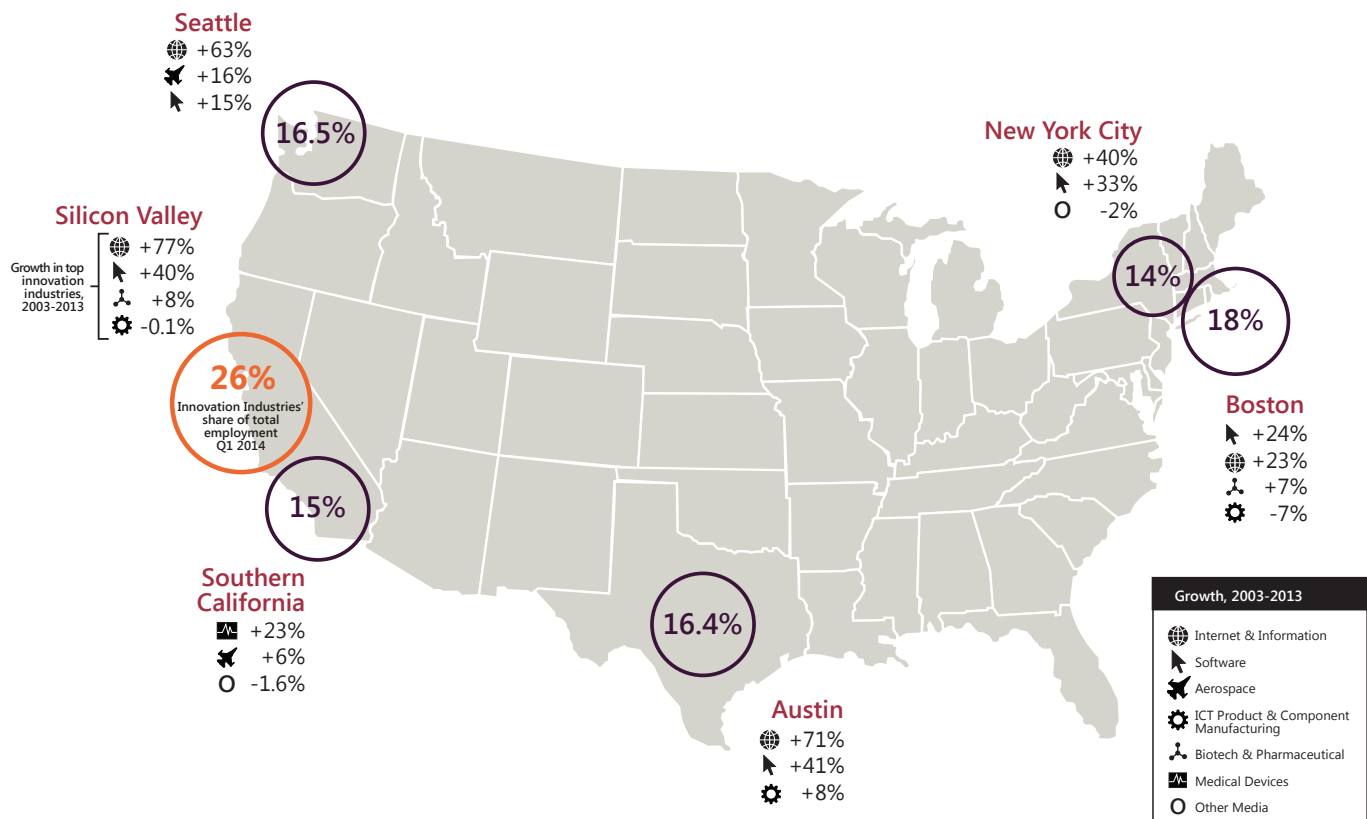 Seattle
+63%
+16%
+15%
16.5%
Silicon Valley
Growth in top
innovation
industries,
2003-2013
+77%
+40%
+8%
-0.1%
26%
Innovation Industries’
share of total
employment
Q1 2014
15%
Southern
California
+23%
+6%
O -1.6%
16.4%
Austin
+71%
+41%
+8%
New York City
+40%
+33%
O -2%
14%
18%
Boston
+24%
+23%
+7%
-7%
Growth, 2003-2013
Internet & Information
Software
Aerospace
ICT Product & Component
Manufacturing
Biotech & Pharmaceutical
Medical Devices
O Other Media